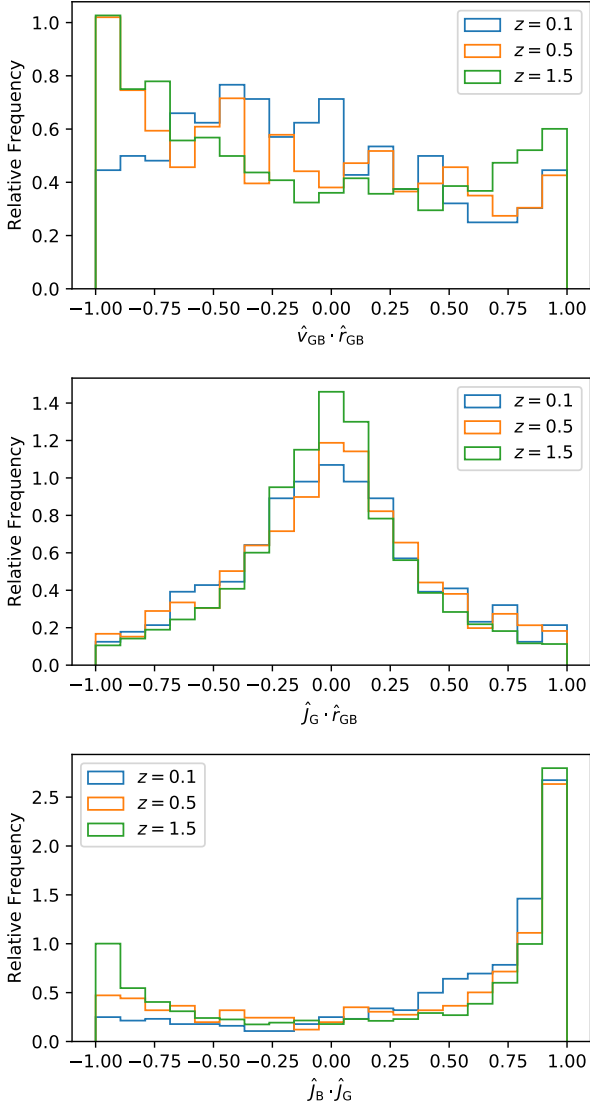 1.0
0.8
0.6
0.4
0.2
0.0
Relative Frequency
z = 0.1
z = 0.5
z = 1.5
−1.00 −0.75 −0.50 −0.25 0.00 0.25 0.50 0.75 1.00
v̂GB · r̂GB
1.4
1.2
1.0
0.8
0.6
0.4
0.2
0.0
Relative Frequency
z = 0.1
z = 0.5
z = 1.5
−1.00 −0.75 −0.50 −0.25 0.00 0.25 0.50 0.75 1.00
ĵG · r̂GB
2.5
2.0
1.5
1.0
0.5
0.0
Relative Frequency
z = 0.1
z = 0.5
z = 1.5
−1.00 −0.75 −0.50 −0.25 0.00 0.25 0.50 0.75 1.00
ĵB · ĵG